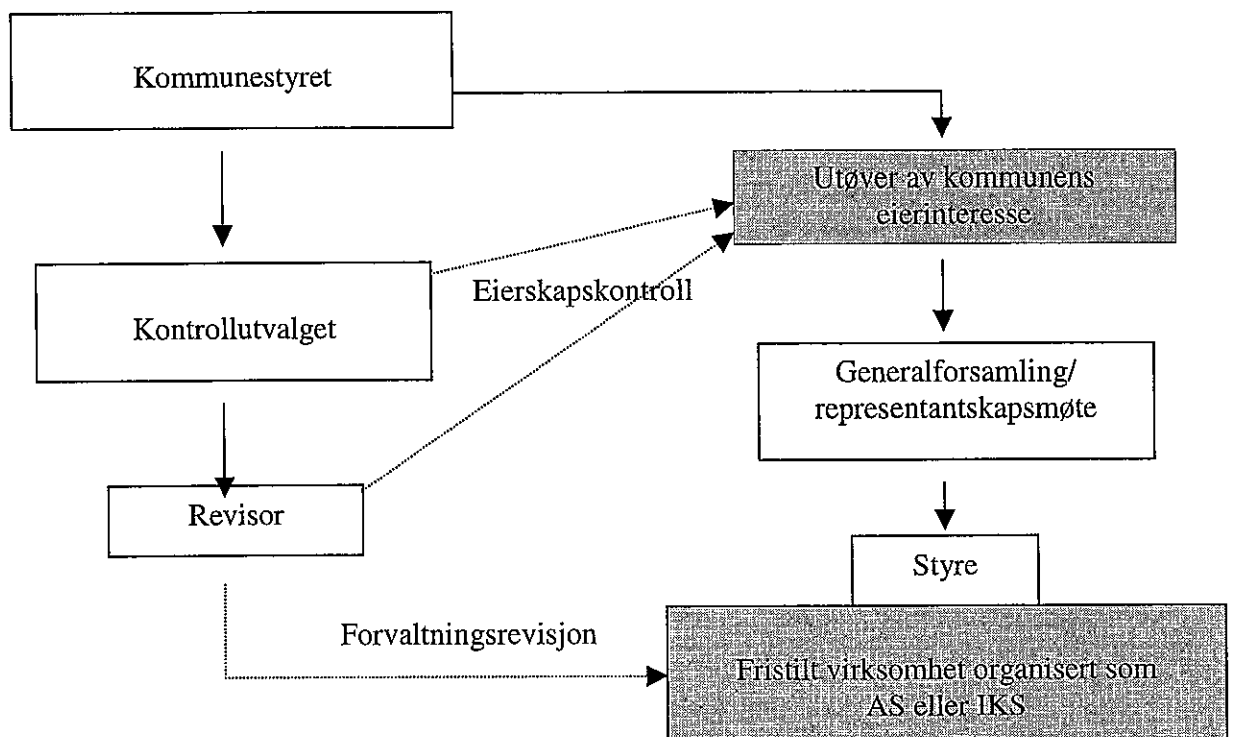 Kommunestyret
Utøver av kommunens
eierinteresse
Eierskapskontroll
Kontrollutvalget
Generalforsamling/
representantskapsmøte
Revisor
Styre
Forvaltningsrevisjon
Fristilt virksomhet organisert som
AS eller IKS